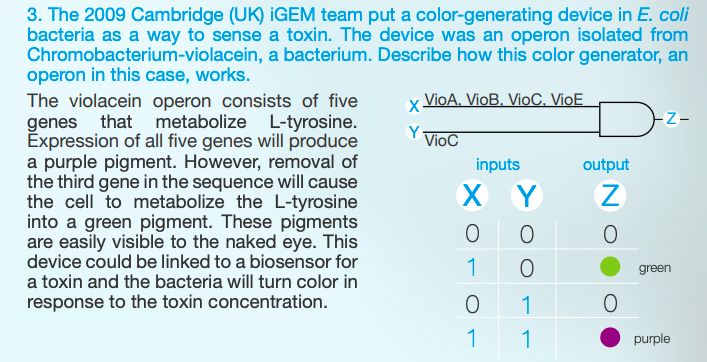 3. The 2009 Cambridge (UK) iGEM team put a color-generating device in E. coli
bacteria as a way to sense a toxin. The device was an operon isolated from
Chromobacterium-violacein, a bacterium. Describe how this color generator, an
operon in this case, works.
The violacein operon consists of five
genes that metabolize L-tyrosine.
Expression of all five genes will produce
a purple pigment. However, removal of
the third gene in the sequence will cause
the cell to metabolize the L-tyrosine
into a green pigment. These pigments
are easily visible to the naked eye. This
device could be linked to a biosensor for
a toxin and the bacteria will turn color in
response to the toxin concentration.
X VioA, VioB, VioC, VioE
Z
Y VioC
inputs output
X Y Z
0 0 0
1 0 green
0 1 0
1 1 purple